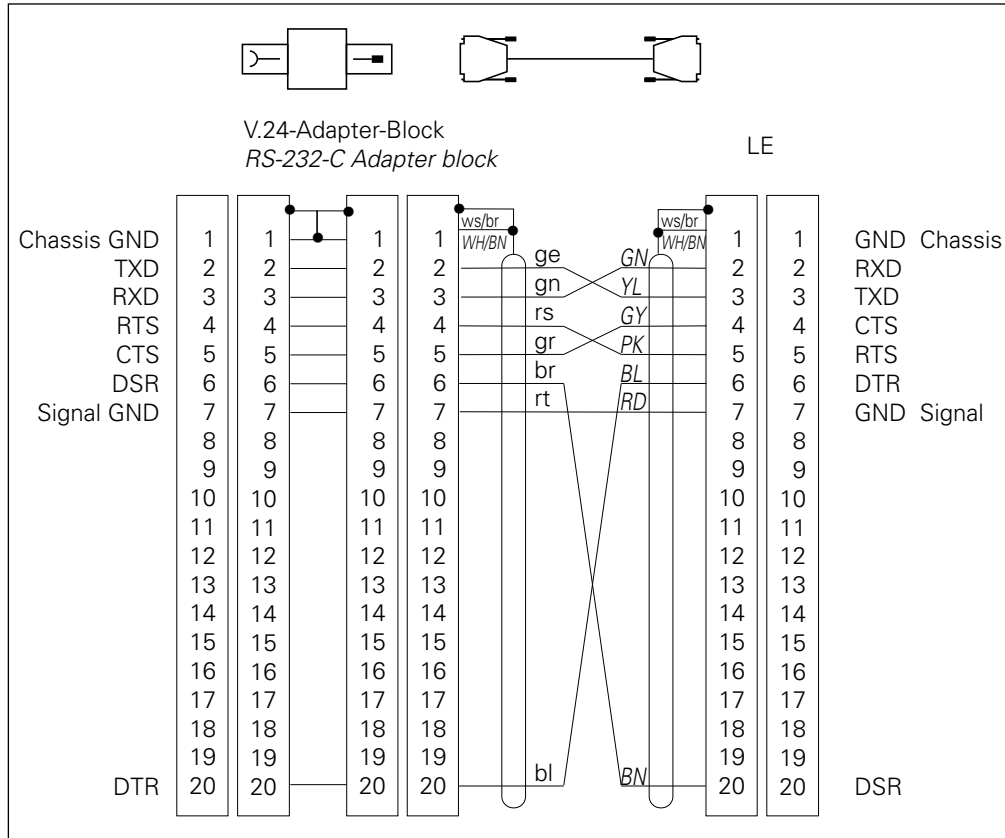 V.24-Adapter-Block
RS-232-C Adapter block
LE
ws/br ws/br
Chassis GND 1 1 1 1 WH/BN WH/BN 1 1 GND Chassis
TXD 2 2 2 2 ge GN 2 2 RXD
RXD 3 3 3 3 gn YL 3 3 TXD
RTS 4 4 4 4 rs GY 4 4 CTS
CTS 5 5 5 5 gr PK 5 5 RTS
DSR 6 6 6 6 br BL 6 6 DTR
Signal GND 7 7 7 7 rt RD 7 7 GND Signal
8 8 8 8 8 8
9 9 9 9 9 9
10 10 10 10 10 10
11 11 11 11 11 11
12 12 12 12 12 12
13 13 13 13 13 13
14 14 14 14 14 14
15 15 15 15 15 15
16 16 16 16 16 16
17 17 17 17 17 17
18 18 18 18 18 18
19 19 19 19 19 19
DTR 20 20 20 20 bl BN 20 20 DSR